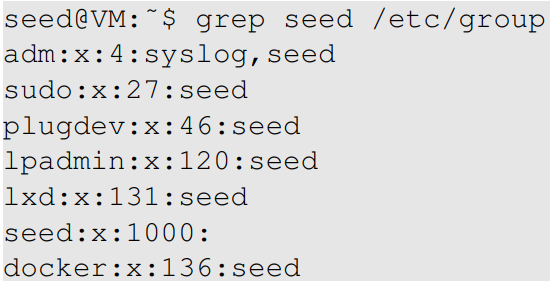 seed@VM:~$ grep seed /etc/group
adm:x:4:syslog,seed
sudo:x:27:seed
plugdev:x:46:seed
lpadmin:x:120:seed
lxd:x:131:seed
seed:x:1000:
docker:x:136:seed